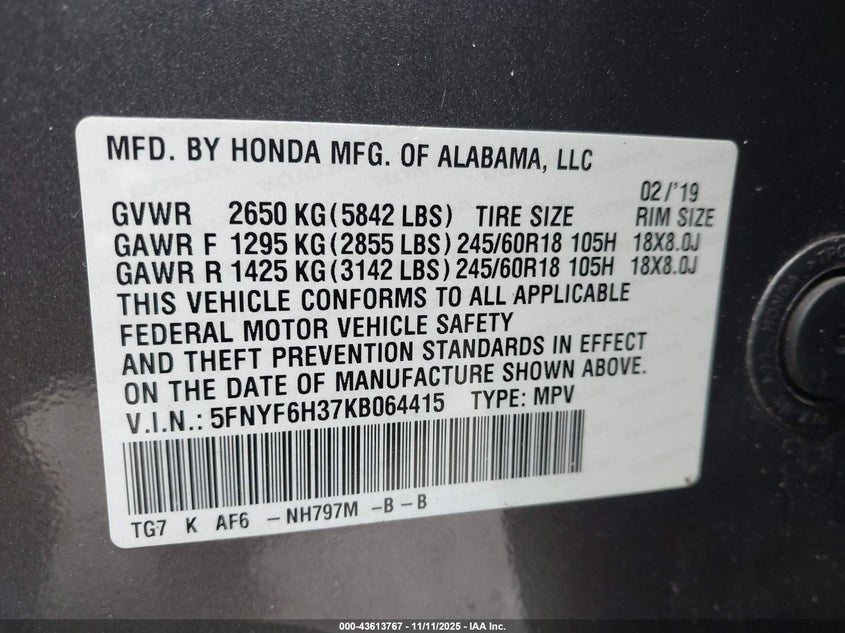 MFD. BY HONDA MFG. OF ALABAMA, LLC
02/'19
GVWR 2650 KG (5842 LBS) TIRE SIZE RIM SIZE
GAWR F 1295 KG (2855 LBS) 245/60R18 105H 18X8.0J
GAWR R 1425 KG (3142 LBS) 245/60R18 105H 18X8.0J
THIS VEHICLE CONFORMS TO ALL APPLICABLE
FEDERAL MOTOR VEHICLE SAFETY
AND THEFT PREVENTION STANDARDS IN EFFECT
ON THE DATE OF MANUFACTURE SHOWN ABOVE.
V.I.N.: 5FNYF6H37KB064415 TYPE: MPV
TG7 K AF6 - NH797M - B - B
HONDA
000-43613767 - 11/11/2025 - IAA Inc.